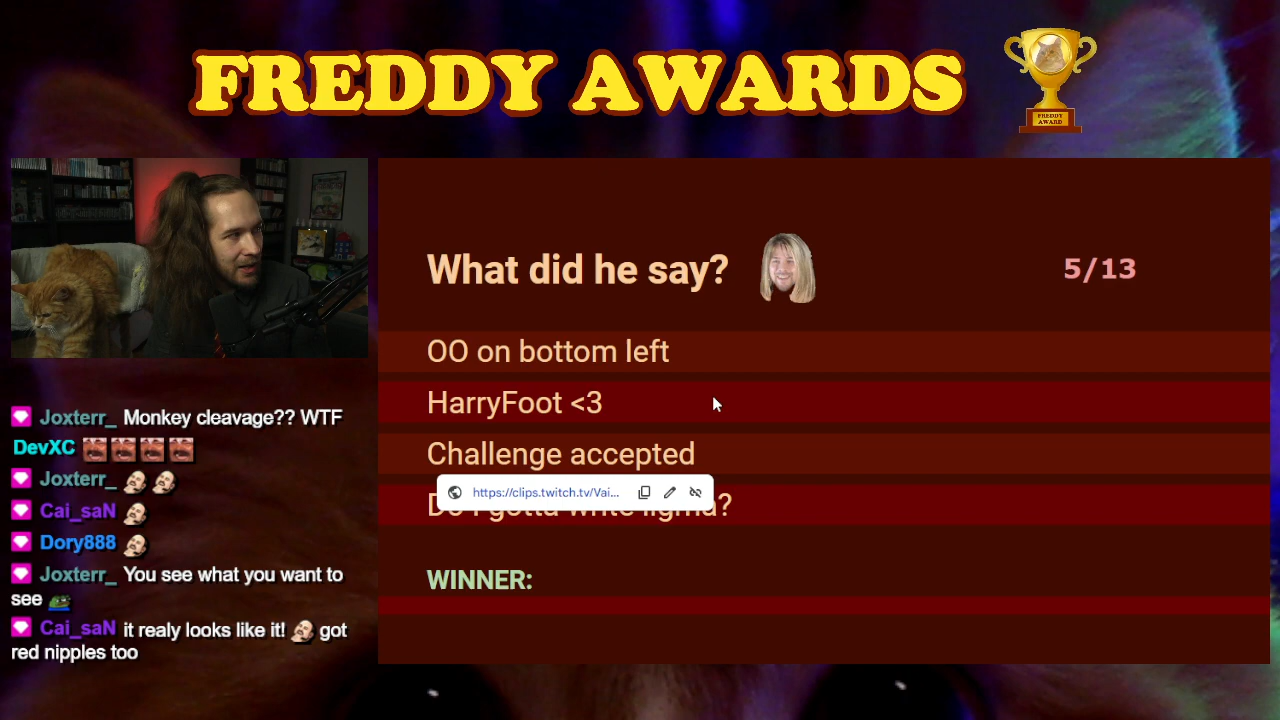 FREDDY AWARDS
FREDDY
AWARD
What did he say?
5/13
OO on bottom left
HarryFoot <3
Challenge accepted
https://clips.twitch.tv/Vai...
Do I gotta write ligma?
WINNER:
Joxterr_ Monkey cleavage?? WTF
DevXC
Joxterr_
Cai_saN
Dory888
Joxterr_ You see what you want to
see
Cai_saN it realy looks like it! got
red nipples too